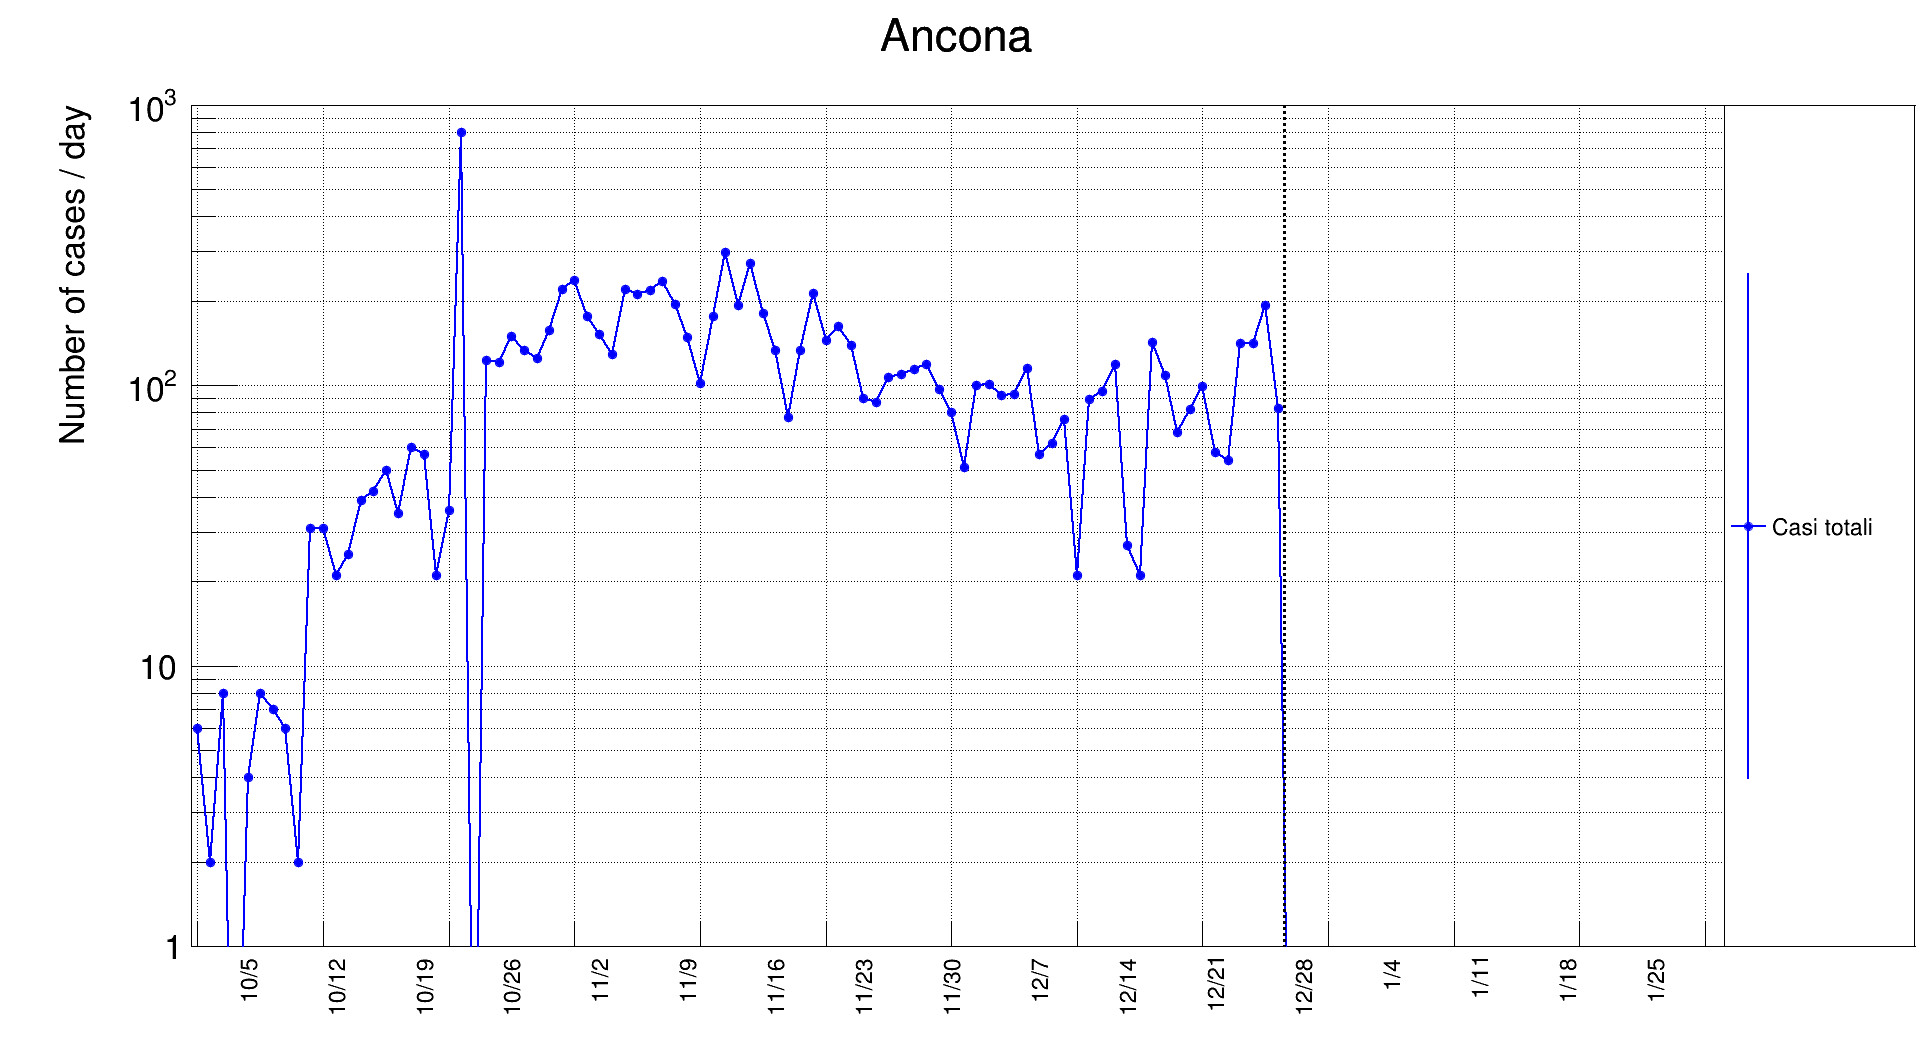 Ancona
Number of cases / day
10³
10²
10
1
10/5 10/12 10/19 10/26 11/2 11/9 11/16 11/23 11/30 12/7 12/14 12/21 12/28 1/4 1/11 1/18 1/25
Casi totali